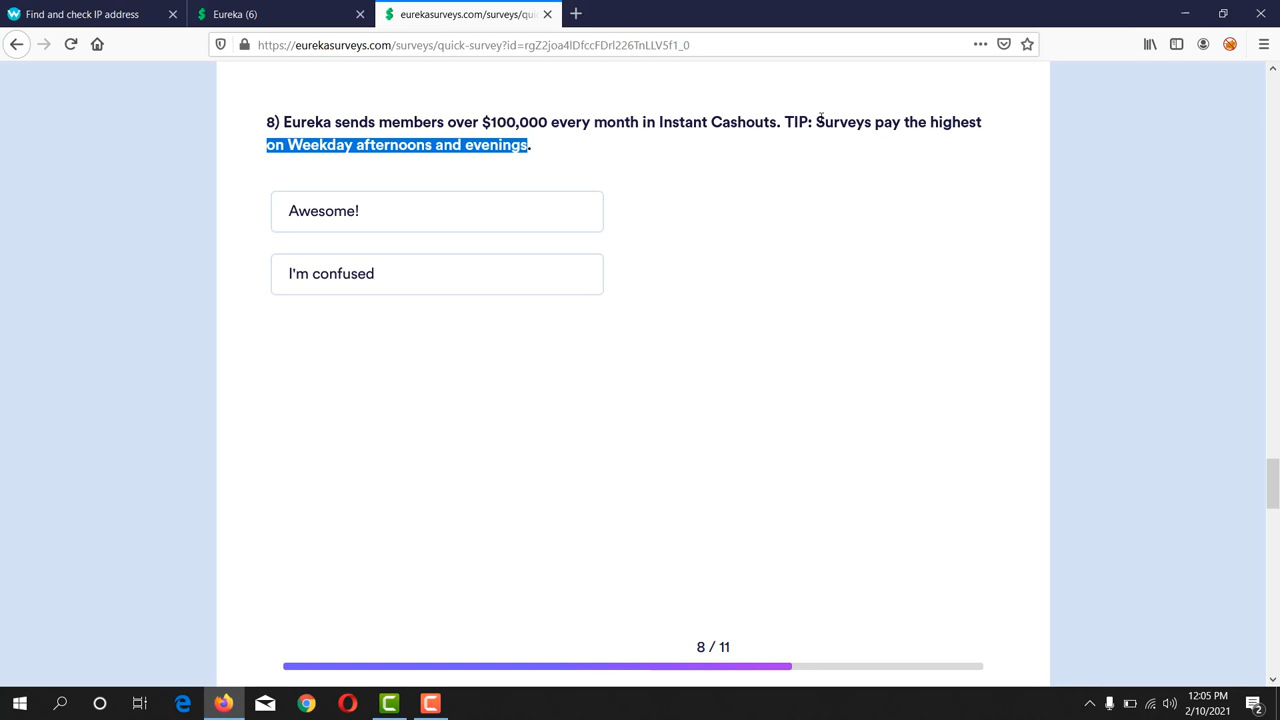 Find and check IP address
Eureka (6)
eurekasurveys.com/surveys/qui
https://eurekasurveys.com/surveys/quick-survey?id=rgZ2joa4lDfccFDrl226TnLLV5f1_0
8) Eureka sends members over $100,000 every month in Instant Cashouts. TIP: Surveys pay the highest
on Weekday afternoons and evenings.
Awesome!
I'm confused
8 / 11
12:05 PM
2/10/2021
2